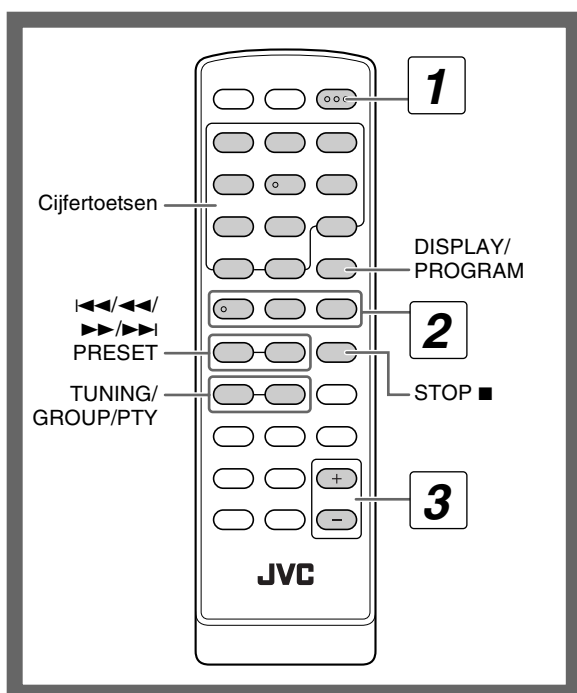 1
Cijfertoetsen
DISPLAY/
PROGRAM
|◄◄/◄◄/
►►/►►|
PRESET
2
TUNING/
GROUP/PTY
STOP ■
+
3
–
JVC